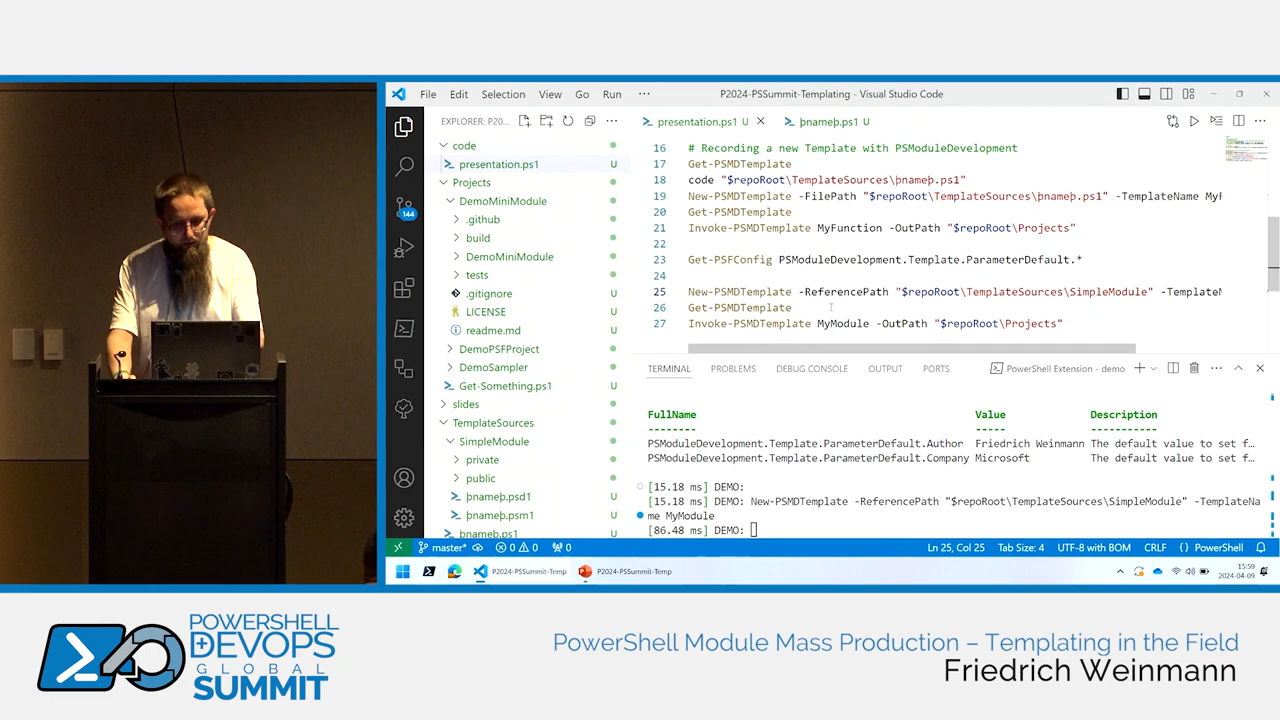 File Edit Selection View Go Run ··· P2024-PSSummit-Templating - Visual Studio Code
EXPLORER: P20... ···
code
presentation.ps1 U
Projects
DemoMiniModule
.github
build
DemoMiniModule
tests
.gitignore U
LICENSE U
readme.md U
DemoPSFProject
DemoSampler
Get-Something.ps1 U
slides
TemplateSources
SimpleModule
private
public
þnameþ.psd1 U
þnameþ.psm1 U
þnameþ.ps1 U
144
presentation.ps1 U þnameþ.ps1 U
16 # Recording a new Template with PSModuleDevelopment
17 Get-PSMDTemplate
18 code "$repoRoot\TemplateSources\þnameþ.ps1"
19 New-PSMDTemplate -FilePath "$repoRoot\TemplateSources\þnameþ.ps1" -TemplateName MyF
20 Get-PSMDTemplate
21 Invoke-PSMDTemplate MyFunction -OutPath "$repoRoot\Projects"
22
23 Get-PSFConfig PSModuleDevelopment.Template.ParameterDefault.*
24
25 New-PSMDTemplate -ReferencePath "$repoRoot\TemplateSources\SimpleModule" -TemplateN
26 Get-PSMDTemplate
27 Invoke-PSMDTemplate MyModule -OutPath "$repoRoot\Projects"
TERMINAL PROBLEMS DEBUG CONSOLE OUTPUT PORTS PowerShell Extension - demo
FullName Value Description
-------- ----- -----------
PSModuleDevelopment.Template.ParameterDefault.Author Friedrich Weinmann The default value to set f…
PSModuleDevelopment.Template.ParameterDefault.Company Microsoft The default value to set f…
[15.18 ms] DEMO:
[15.18 ms] DEMO: New-PSMDTemplate -ReferencePath "$repoRoot\TemplateSources\SimpleModule" -TemplateNa
me MyModule
[86.48 ms] DEMO:
master* 0 0 0 Ln 25, Col 25 Tab Size: 4 UTF-8 with BOM CRLF PowerShell
P2024-PSSummit-Temp P2024-PSSummit-Temp 15:59
2024-04-09
POWERSHELL
DEVOPS
GLOBAL
SUMMIT
PowerShell Module Mass Production – Templating in the Field
Friedrich Weinmann